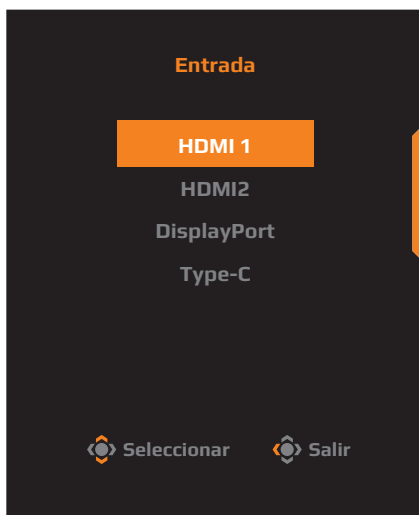 Entrada
HDMI 1
HDMI2
DisplayPort
Type-C
Seleccionar Salir